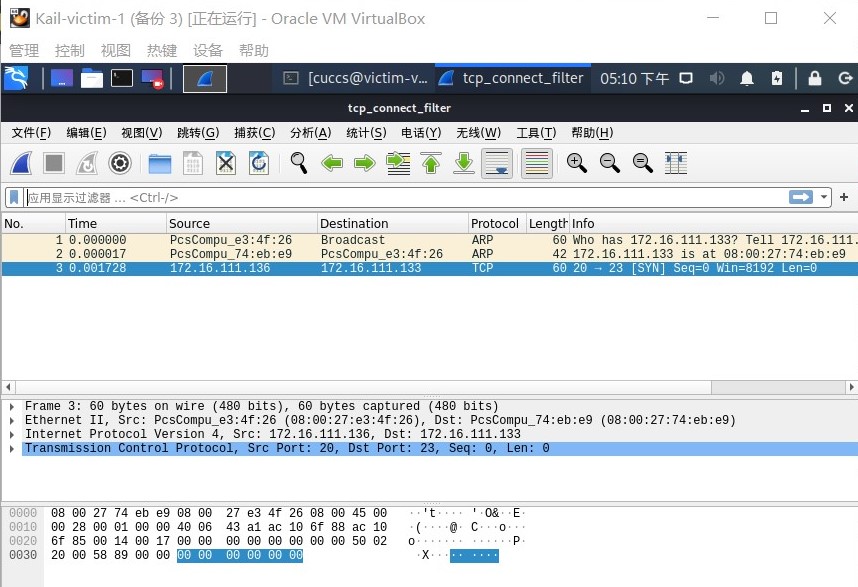 Kail-victim-1 (备份 3) [正在运行] - Oracle VM VirtualBox
管理 控制 视图 热键 设备 帮助
[cuccs@victim-v... tcp_connect_filter 05:10 下午
tcp_connect_filter
文件(F) 编辑(E) 视图(V) 跳转(G) 捕获(C) 分析(A) 统计(S) 电话(Y) 无线(W) 工具(T) 帮助(H)
应用显示过滤器 … <Ctrl-/>
No. Time Source Destination Protocol Length Info
1 0.000000 PcsCompu_e3:4f:26 Broadcast ARP 60 Who has 172.16.111.133? Tell 172.16.111.
2 0.000017 PcsCompu_74:eb:e9 PcsCompu_e3:4f:26 ARP 42 172.16.111.133 is at 08:00:27:74:eb:e9
3 0.001728 172.16.111.136 172.16.111.133 TCP 60 20 → 23 [SYN] Seq=0 Win=8192 Len=0
Frame 3: 60 bytes on wire (480 bits), 60 bytes captured (480 bits)
Ethernet II, Src: PcsCompu_e3:4f:26 (08:00:27:e3:4f:26), Dst: PcsCompu_74:eb:e9 (08:00:27:74:eb:e9)
Internet Protocol Version 4, Src: 172.16.111.136, Dst: 172.16.111.133
Transmission Control Protocol, Src Port: 20, Dst Port: 23, Seq: 0, Len: 0
0000 08 00 27 74 eb e9 08 00 27 e3 4f 26 08 00 45 00 ··'t···· '·O&··E·
0010 00 28 00 01 00 00 40 06 43 a1 ac 10 6f 88 ac 10 ·(····@· C···o···
0020 6f 85 00 14 00 17 00 00 00 00 00 00 00 00 50 02 o······· ······P·
0030 20 00 58 89 00 00 00 00 00 00 00 00 ·X····· ····